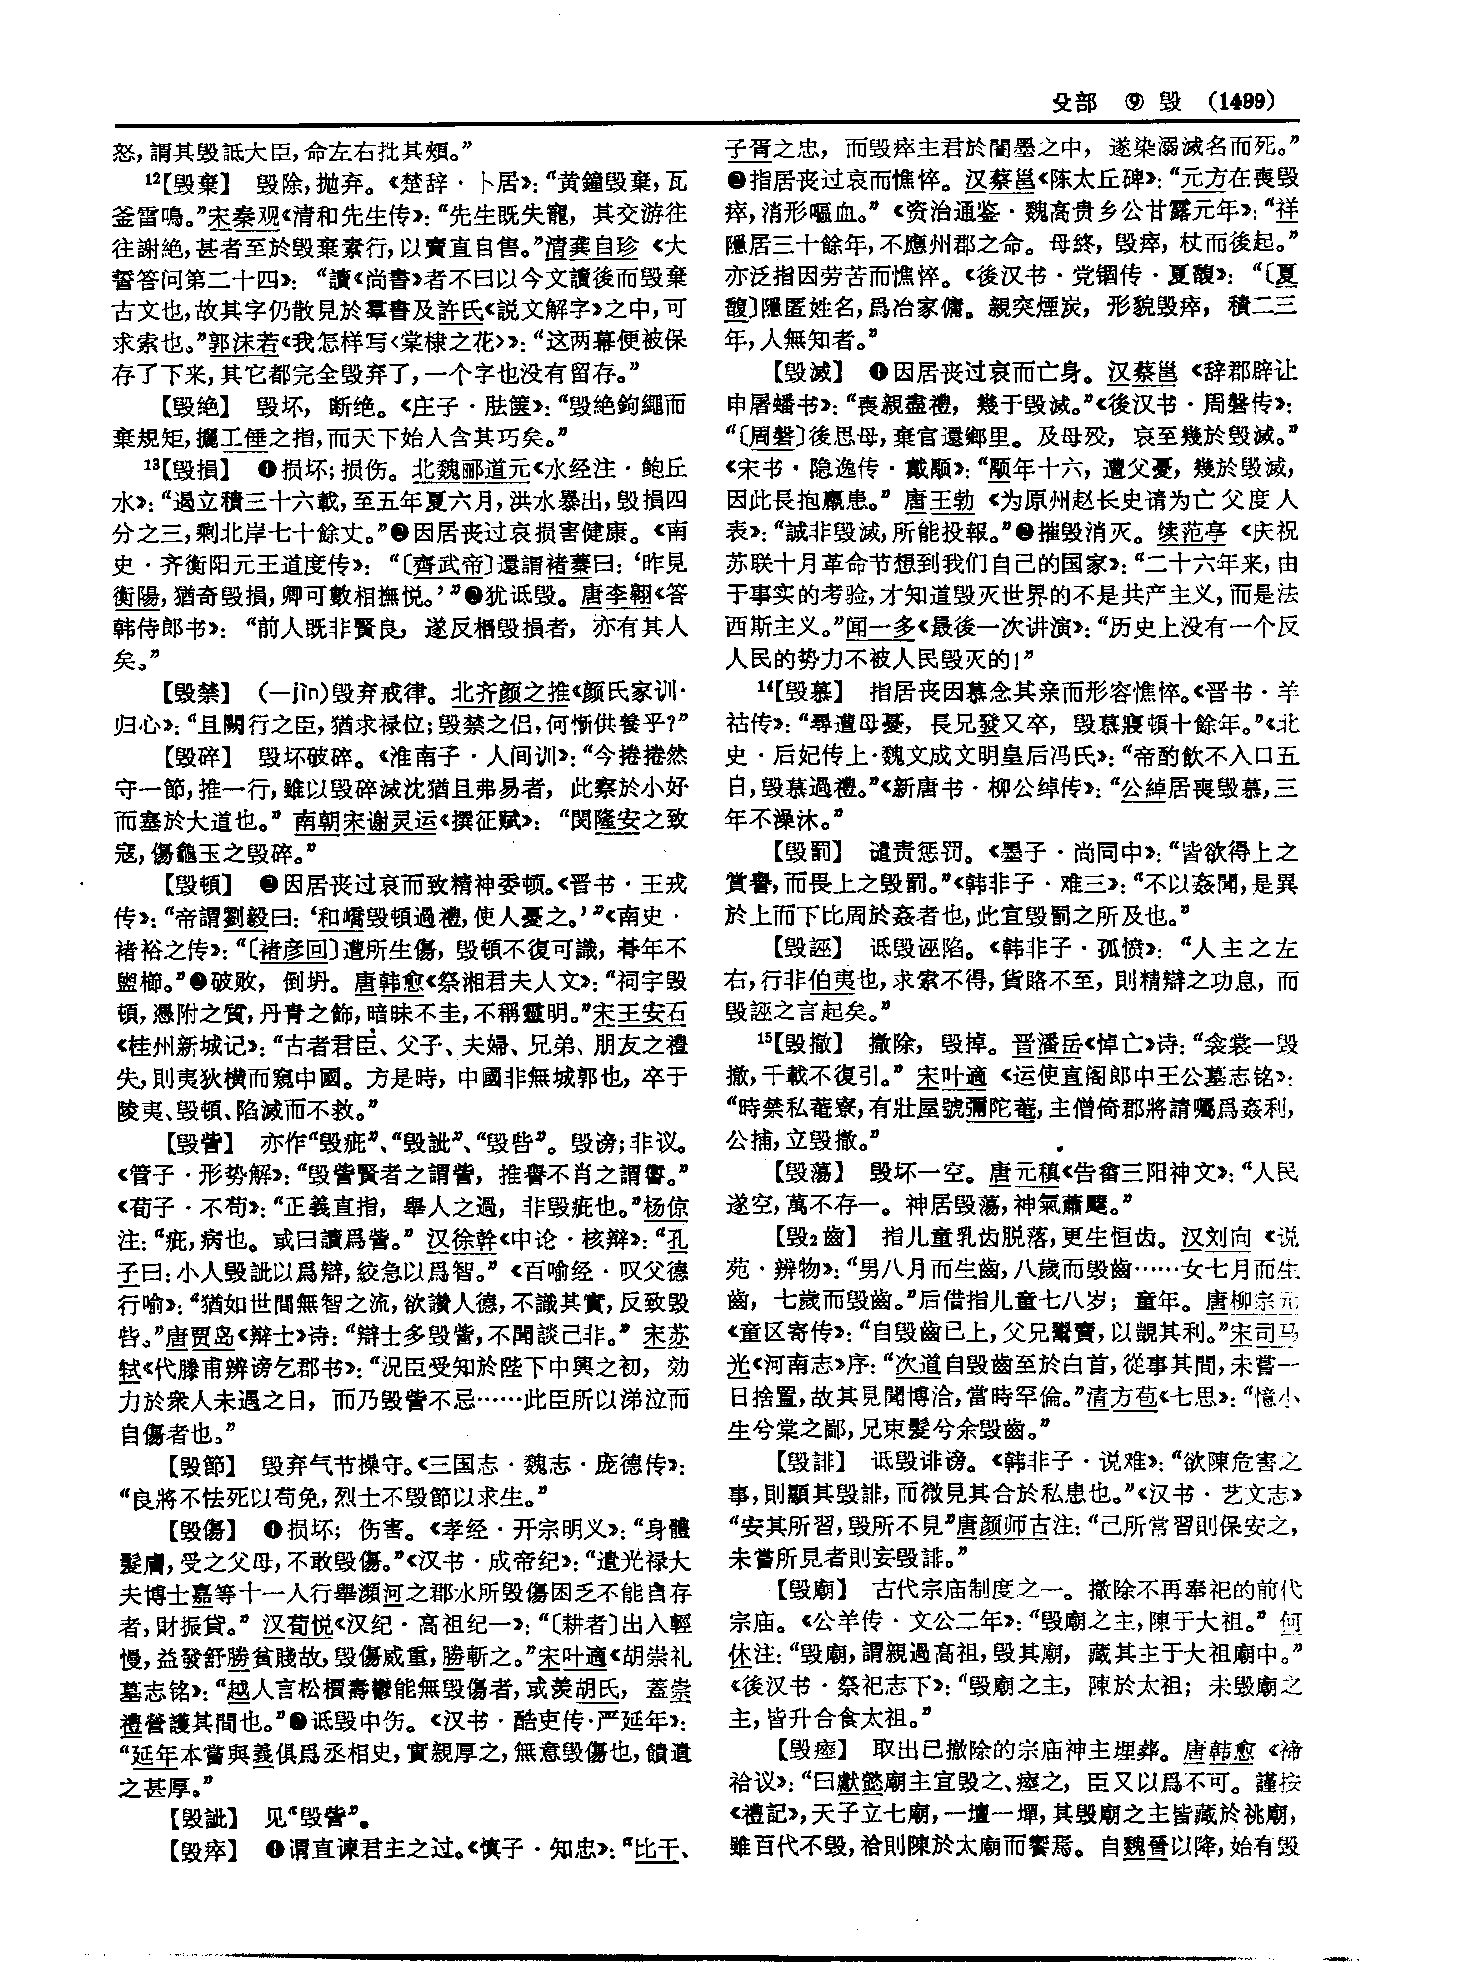 殳部 ⑨ 毁 (1499)
怒，謂其毁詆大臣，命左右批其頰。”
¹²【毁棄】 毁除，抛弃。《楚辞·卜居》：“黄鐘毁棄，瓦
釜雷鳴。”宋秦观《清和先生传》：“先生既失寵，其交游往
往謝絶，甚者至於毁棄素行，以賣直自售。”清龚自珍《大
誓答问第二十四》：“讀《尚書》者不曰以今文讀後而毁棄
古文也，故其字仍散見於羣書及許氏《説文解字》之中，可
求索也。”郭沫若《我怎样写〈棠棣之花〉》：“这两幕便被保
存了下来，其它都完全毁弃了，一个字也没有留存。”
【毁绝】 毁坏，断绝。《庄子·胠箧》：“毁絶鉤繩而
棄規矩，攦工倕之指，而天下始人含其巧矣。”
¹³【毁損】 ❶损坏；损伤。北魏郦道元《水经注·鲍丘
水》：“遏立積三十六載，至五年夏六月，洪水暴出，毁損四
分之三，剩北岸七十餘丈。”❷因居丧过哀损害健康。《南
史·齐衡阳元王道度传》：“〔齊武帝〕還謂褚蓁曰：‘昨見
衡陽，猶奇毁損，卿可數相撫悦。’”❸犹诋毁。唐李翱《答
韩侍郎书》：“前人既非賢良，遂反栖毁損者，亦有其人
矣。”
【毁禁】 (—jìn)毁弃戒律。北齐颜之推《颜氏家训·
归心》：“且闕行之臣，猶求禄位；毁禁之侣，何慚供養乎？”
【毁碎】 毁坏破碎。《淮南子·人间训》：“今捲捲然
守一節，推一行，雖以毁碎滅沈猶且弗易者，此察於小好
而塞於大道也。”南朝宋谢灵运《撰征赋》：“閔隆安之致
寇，傷龜玉之毁碎。”
【毁頓】 ❶因居丧过哀而致精神委顿。《晋书·王戎
传》：“帝謂劉毅曰：‘和嶠毁頓過禮，使人憂之。’”《南史·
褚裕之传》：“〔褚彦回〕遭所生傷，毁頓不復可識，朞年不
盥櫛。”❷破败，倒坍。唐韩愈《祭湘君夫人文》：“祠宇毁
頓，憑附之質，丹青之飾，暗昧不圭，不稱靈明。”宋王安石
《桂州新城记》：“古者君臣、父子、夫婦、兄弟、朋友之禮
失，則夷狄横而窺中國。方是時，中國非無城郭也，卒于
陵夷、毁頓、陷滅而不救。”
【毁訾】 亦作“毁疵”、“毁訿”、“毁呰”。毁谤；非议。
《管子·形势解》：“毁訾賢者之謂訾，推譽不肖之謂讆。”
《荀子·不苟》：“正義直指，舉人之過，非毁疵也。”杨倞
注：“疵，病也。或曰讀爲訾。”汉徐幹《中论·核辩》：“孔
子曰：小人毁訿以爲辯，絞急以爲智。”《百喻经·叹父德
行喻》：“猶如世間無智之流，欲讚人德，不識其實，反致毁
呰。”唐贾岛《辩士》诗：“辯士多毁訾，不聞談己非。”宋苏
轼《代滕甫辨谤乞郡书》：“況臣受知於陛下中興之初，効
力於衆人未遇之日，而乃毁訾不忌……此臣所以涕泣而
自傷者也。”
【毁節】 毁弃气节操守。《三国志·魏志·庞德传》：
“良將不怯死以苟免，烈士不毁節以求生。”
【毁傷】 ❶损坏；伤害。《孝经·开宗明义》：“身體
髮膚，受之父母，不敢毁傷。”《汉书·成帝纪》：“遣光禄大
夫博士嘉等十一人行舉瀕河之郡水所毁傷困乏不能自存
者，財振貸。”汉荀悦《汉纪·高祖纪一》：“〔耕者〕出入輕
慢，益發舒勝貧賤故，毁傷威重，勝斬之。”宋叶適《胡崇礼
墓志铭》：“越人言松檟壽鬱能無毁傷者，或羨胡氏，蓋崇
禮營護其間也。”❷诋毁中伤。《汉书·酷吏传·严延年》：
“延年本嘗與義俱爲丞相史，實親厚之，無意毁傷也，饋遺
之甚厚。”
【毁訿】 见“毁訾”。
【毁瘁】 ❶谓直谏君主之过。《慎子·知忠》：“比干、
子胥之忠，而毁瘁主君於闇墨之中，遂染溺滅名而死。”
❷指居丧过哀而憔悴。汉蔡邕《陈太丘碑》：“元方在喪毁
瘁，消形嘔血。”《资治通鉴·魏高贵乡公甘露元年》：“祥
隱居三十餘年，不應州郡之命。母終，毁瘁，杖而後起。”
亦泛指因劳苦而憔悴。《後汉书·党锢传·夏馥》：“〔夏
馥〕隱匿姓名，爲冶家傭。親突煙炭，形貌毁瘁，積二三
年，人無知者。”
【毁滅】 ❶因居丧过哀而亡身。汉蔡邕《辞郡辟让
申屠蟠书》：“喪親盡禮，幾于毁滅。”《後汉书·周磐传》：
“〔周磐〕後思母，棄官還鄉里。及母殁，哀至幾於毁滅。”
《宋书·隐逸传·戴颙》：“顒年十六，遭父憂，幾於毁滅，
因此長抱羸患。”唐王勃《为原州赵长史请为亡父度人
表》：“誠非毁滅，所能投報。”❷摧毁消灭。续范亭《庆祝
苏联十月革命节想到我们自己的国家》：“二十六年来，由
于事实的考验，才知道毁灭世界的不是共产主义，而是法
西斯主义。”闻一多《最後一次讲演》：“历史上没有一个反
人民的势力不被人民毁灭的！”
¹⁴【毁慕】 指居丧因慕念其亲而形容憔悴。《晋书·羊
祜传》：“尋遭母憂，長兄發又卒，毁慕寢頓十餘年。”《北
史·后妃传上·魏文成文明皇后冯氏》：“帝酌飲不入口五
日，毁慕過禮。”《新唐书·柳公绰传》：“公綽居喪毁慕，三
年不澡沐。”
【毁罰】 谴责惩罚。《墨子·尚同中》：“皆欲得上之
賞譽，而畏上之毁罰。”《韩非子·难三》：“不以姦聞，是異
於上而下比周於姦者也，此宜毁罰之所及也。”
【毁誣】 诋毁诬陷。《韩非子·孤愤》：“人主之左
右，行非伯夷也，求索不得，貨賂不至，則精辯之功息，而
毁誣之言起矣。”
¹⁵【毁撤】 撤除，毁掉。晋潘岳《悼亡》诗：“衾裳一毁
撤，千載不復引。”宋叶適《运使直阁郎中王公墓志铭》：
“時禁私菴寮，有壯屋號彌陀菴，主僧倚郡將請囑爲姦利，
公捕，立毁撤。”
【毁蕩】 毁坏一空。唐元稹《告畲三阳神文》：“人民
遂空，萬不存一。神居毁蕩，神氣蕭飋。”
【毁₂齒】 指儿童乳齿脱落，更生恒齿。汉刘向《说
苑·辨物》：“男八月而生齒，八歲而毁齒……女七月而生
齒，七歲而毁齒。”后借指儿童七八岁；童年。唐柳宗元
《童区寄传》：“自毁齒已上，父兄鬻賣，以覬其利。”宋司马
光《河南志》序：“次道自毁齒至於白首，從事其間，未嘗一
日捨置，故其見聞博洽，當時罕倫。”清方苞《七思》：“憶小
生兮棠之鄙，兄束髮兮余毁齒。”
【毁誹】 诋毁诽谤。《韩非子·说难》：“欲陳危害之
事，則顯其毁誹，而微見其合於私患也。”《汉书·艺文志》
“安其所習，毁所不見”唐颜师古注：“己所常習則保安之，
未嘗所見者則妄毁誹。”
【毁廟】 古代宗庙制度之一。撤除不再奉祀的前代
宗庙。《公羊传·文公二年》：“毁廟之主，陳于大祖。”何
休注：“毁廟，謂親過高祖，毁其廟，藏其主于大祖廟中。”
《後汉书·祭祀志下》：“毁廟之主，陳於太祖；未毁廟之
主，皆升合食太祖。”
【毁瘞】 取出已撤除的宗庙神主埋葬。唐韩愈《禘
祫议》：“曰獻懿廟主宜毁之、瘞之，臣又以爲不可。謹按
《禮記》，天子立七廟，一壇一墠，其毁廟之主皆藏於祧廟，
雖百代不毁，祫則陳於太廟而饗焉。自魏晉以降，始有毁